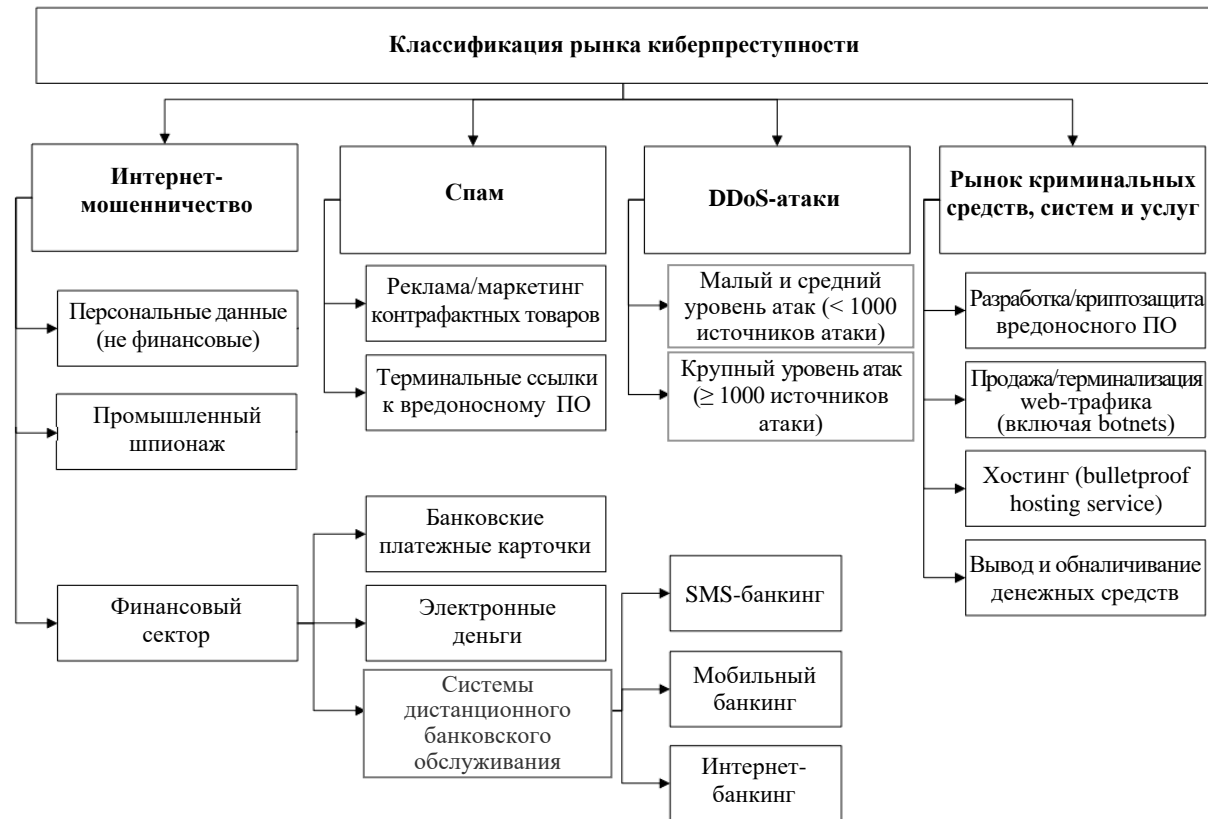 Классификация рынка киберпреступности
Интернет-
мошенничество
Персональные данные
(не финансовые)
Промышленный
шпионаж
Финансовый
сектор
Спам
Реклама/маркетинг
контрафактных товаров
Терминальные ссылки
к вредоносному ПО
Банковские
платежные карточки
Электронные
деньги
Системы
дистанционного
банковского
обслуживания
SMS-банкинг
Мобильный
банкинг
Интернет-
банкинг
DDoS-атаки
Малый и средний
уровень атак (< 1000
источников атаки)
Крупный уровень атак
(≥ 1000 источников
атаки)
Рынок криминальных
средств, систем и услуг
Разработка/криптозащита
вредоносного ПО
Продажа/терминализация
web-трафика
(включая botnets)
Хостинг (bulletproof
hosting service)
Вывод и обналичивание
денежных средств